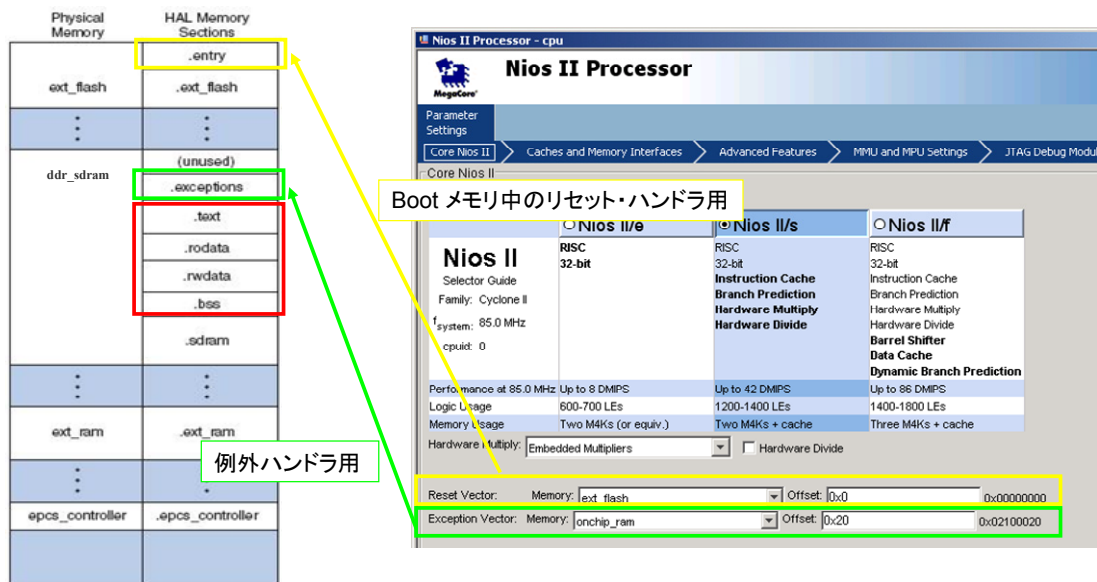 Physical Memory
HAL Memory Sections
.entry
ext_flash
.ext_flash
(unused)
ddr_sdram
.exceptions
.text
.rodata
.rwdata
.bss
.sdram
ext_ram
.ext_ram
例外ハンドラ用
epcs_controller
.epcs_controller
Nios II Processor - cpu
Nios II Processor
MegaCore'
Parameter Settings
Core Nios II
Caches and Memory Interfaces
Advanced Features
MMU and MPU Settings
JTAG Debug Modul
Core Nios II
Boot メモリ中のリセット・ハンドラ用
Nios II/e
Nios II/s
Nios II/f
Nios II
Selector Guide
Family: Cyclone II
fsystem: 85.0 MHz
cpuid: 0
RISC
32-bit
RISC
32-bit
Instruction Cache
Branch Prediction
Hardware Multiply
Hardware Divide
RISC
32-bit
Instruction Cache
Branch Prediction
Hardware Multiply
Hardware Divide
Barrel Shifter
Data Cache
Dynamic Branch Prediction
Performance at 85.0 MHz Up to 8 DMIPS Up to 42 DMIPS Up to 86 DMIPS
Logic Usage 600-700 LEs 1200-1400 LEs 1400-1800 LEs
Memory Usage Two M4Ks (or equiv.) Two M4Ks + cache Three M4Ks + cache
Hardware Multiply: Embedded Multipliers Hardware Divide
Reset Vector: Memory: ext_flash Offset: 0x0 0x00000000
Exception Vector: Memory: onchip_ram Offset: 0x20 0x02100020